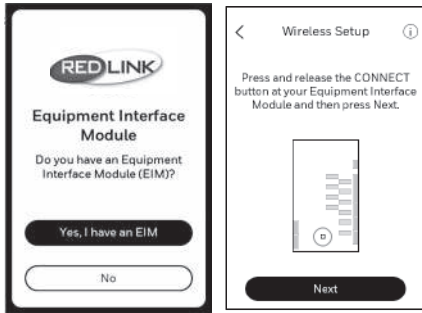 REDLINK
Equipment Interface
Module
Do you have an Equipment
Interface Module (EIM)?
Yes, I have an EIM
No
Wireless Setup
Press and release the CONNECT
button at your Equipment Interface
Module and then press Next.
Next